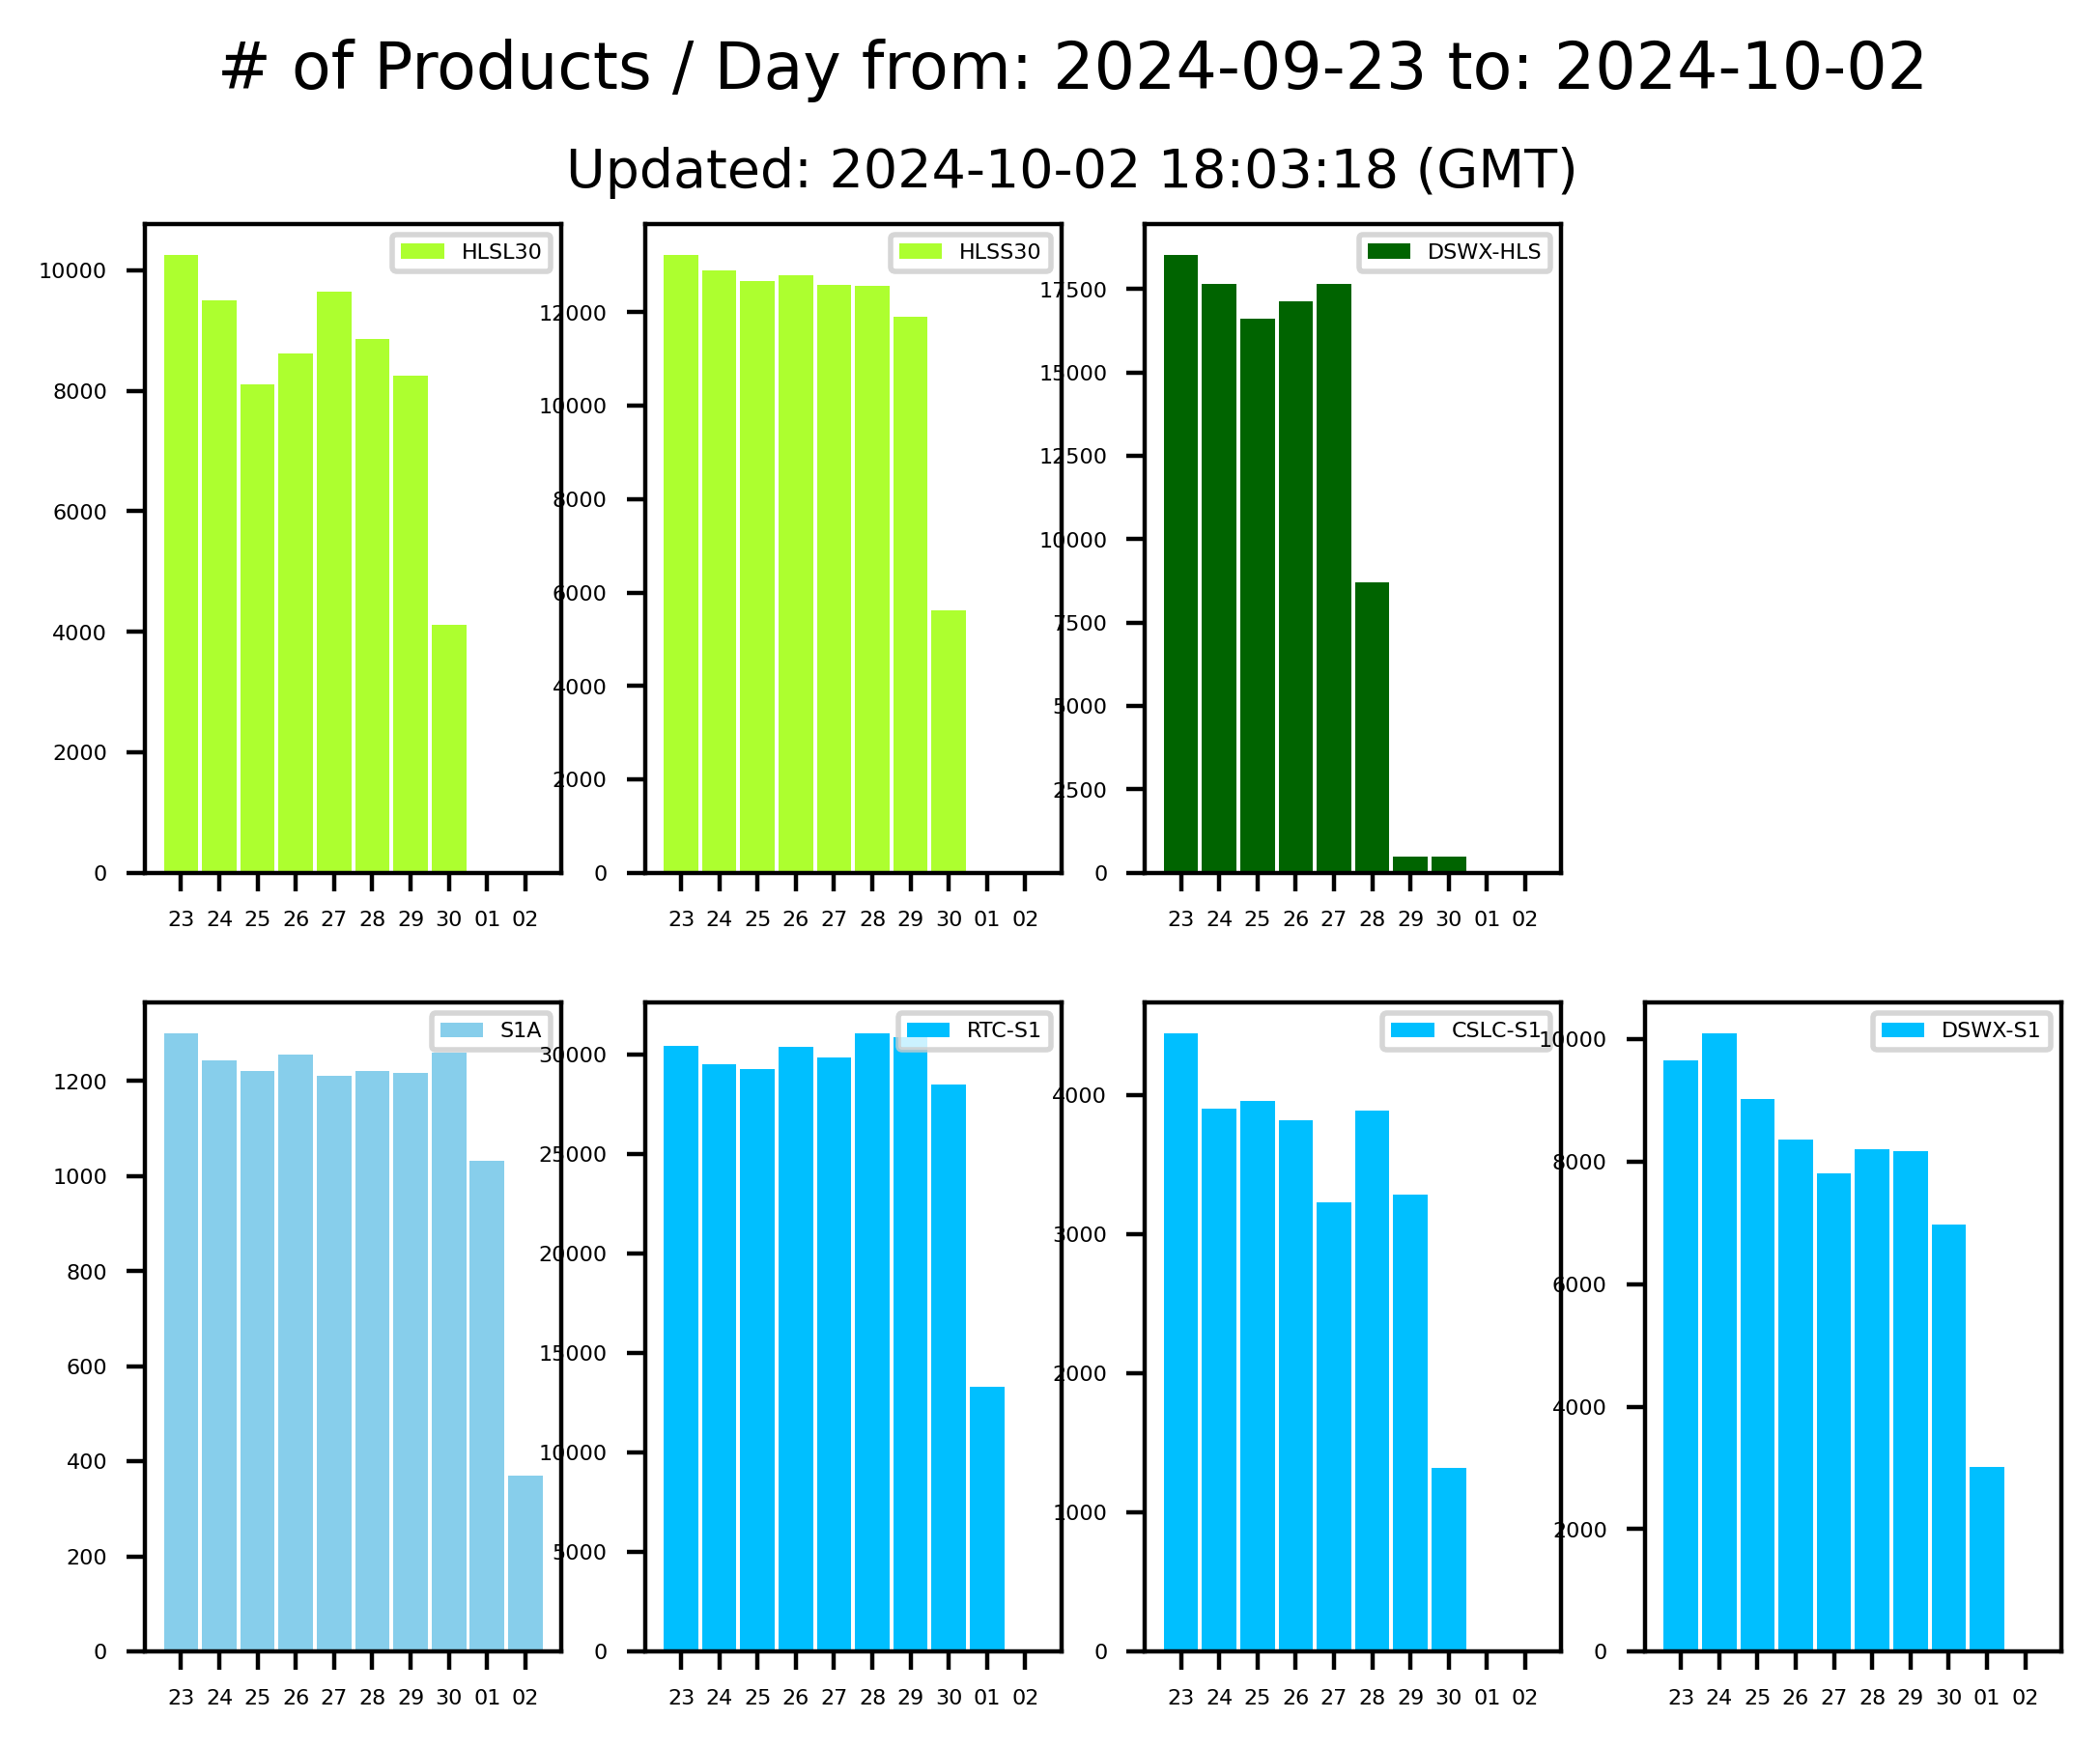 # of Products / Day from: 2024-09-23 to: 2024-10-02
Updated: 2024-10-02 18:03:18 (GMT)
HLSL30
10000
8000
6000
4000
2000
0
23 24 25 26 27 28 29 30 01 02
HLSS30
12000
10000
8000
6000
4000
2000
0
23 24 25 26 27 28 29 30 01 02
DSWX-HLS
17500
15000
12500
10000
7500
5000
2500
0
23 24 25 26 27 28 29 30 01 02
S1A
1200
1000
800
600
400
200
0
23 24 25 26 27 28 29 30 01 02
RTC-S1
30000
25000
20000
15000
10000
5000
0
23 24 25 26 27 28 29 30 01 02
CSLC-S1
4000
3000
2000
1000
0
23 24 25 26 27 28 29 30 01 02
DSWX-S1
10000
8000
6000
4000
2000
0
23 24 25 26 27 28 29 30 01 02